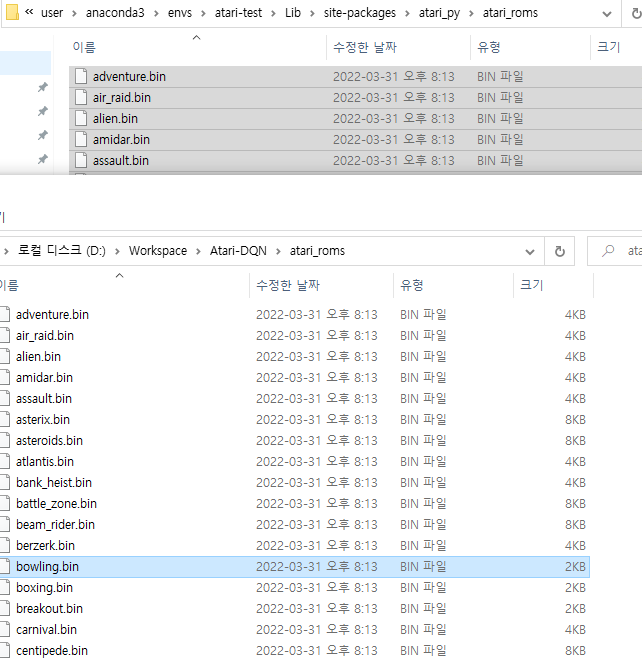 « user > anaconda3 > envs > atari-test > Lib > site-packages > atari_py > atari_roms
이름 수정한 날짜 유형 크기
adventure.bin 2022-03-31 오후 8:13 BIN 파일
air_raid.bin 2022-03-31 오후 8:13 BIN 파일
alien.bin 2022-03-31 오후 8:13 BIN 파일
amidar.bin 2022-03-31 오후 8:13 BIN 파일
assault.bin 2022-03-31 오후 8:13 BIN 파일
> 로컬 디스크 (D:) > Workspace > Atari-DQN > atari_roms ata
이름 수정한 날짜 유형 크기
adventure.bin 2022-03-31 오후 8:13 BIN 파일 4KB
air_raid.bin 2022-03-31 오후 8:13 BIN 파일 4KB
alien.bin 2022-03-31 오후 8:13 BIN 파일 4KB
amidar.bin 2022-03-31 오후 8:13 BIN 파일 4KB
assault.bin 2022-03-31 오후 8:13 BIN 파일 4KB
asterix.bin 2022-03-31 오후 8:13 BIN 파일 8KB
asteroids.bin 2022-03-31 오후 8:13 BIN 파일 8KB
atlantis.bin 2022-03-31 오후 8:13 BIN 파일 4KB
bank_heist.bin 2022-03-31 오후 8:13 BIN 파일 4KB
battle_zone.bin 2022-03-31 오후 8:13 BIN 파일 8KB
beam_rider.bin 2022-03-31 오후 8:13 BIN 파일 8KB
berzerk.bin 2022-03-31 오후 8:13 BIN 파일 4KB
bowling.bin 2022-03-31 오후 8:13 BIN 파일 2KB
boxing.bin 2022-03-31 오후 8:13 BIN 파일 2KB
breakout.bin 2022-03-31 오후 8:13 BIN 파일 2KB
carnival.bin 2022-03-31 오후 8:13 BIN 파일 4KB
centipede.bin 2022-03-31 오후 8:13 BIN 파일 8KB